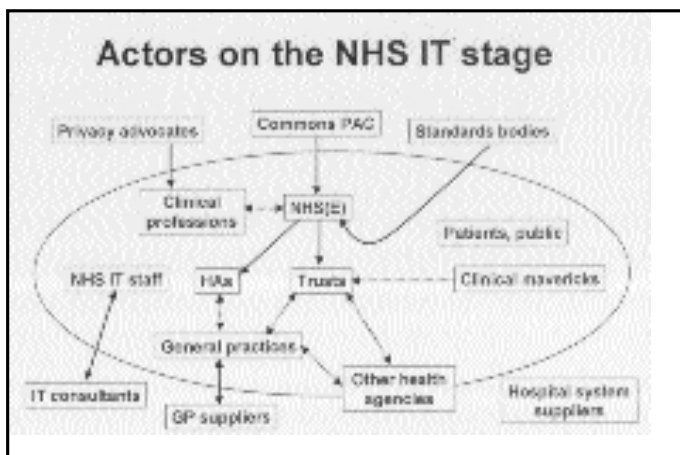 Actors on the NHS IT stage
Privacy advocates
Commons PAC
Standards bodies
Clinical
professions
NHS(E)
Patients, public
NHS IT staff
HAs
Trusts
Clinical mavericks
General practices
IT consultants
GP suppliers
Other health
agencies
Hospital system
suppliers